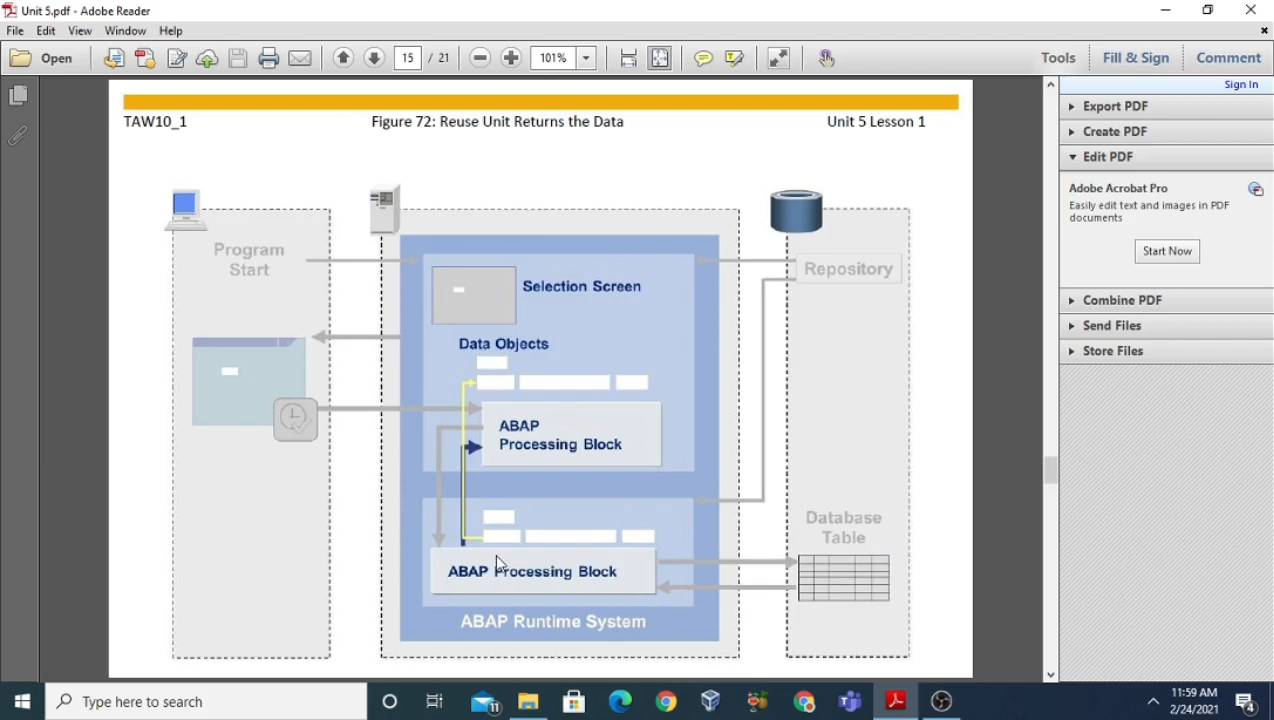 Unit 5.pdf - Adobe Reader
File Edit View Window Help
Open 15 / 21 101% Tools Fill & Sign Comment
Sign In
Export PDF
Create PDF
Edit PDF
Adobe Acrobat Pro
Easily edit text and images in PDF
documents
Start Now
Combine PDF
Send Files
Store Files
TAW10_1 Figure 72: Reuse Unit Returns the Data Unit 5 Lesson 1
Program
Start
Selection Screen
Repository
Data Objects
ABAP
Processing Block
Database
Table
ABAP Processing Block
ABAP Runtime System
Type here to search
11
11:59 AM
2/24/2021
4